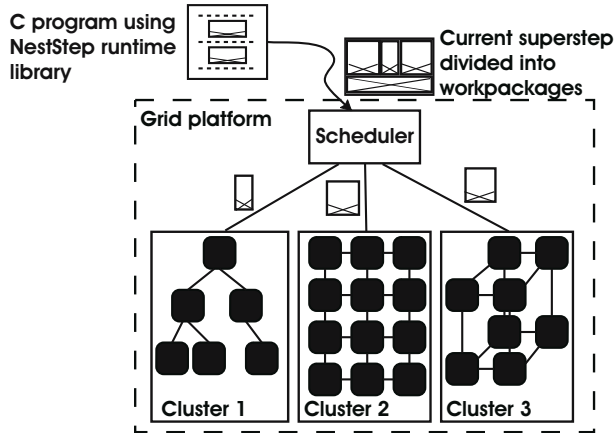 C program using
NestStep runtime
library
Current superstep
divided into
workpackages
Grid platform
Scheduler
Cluster 1
Cluster 2
Cluster 3